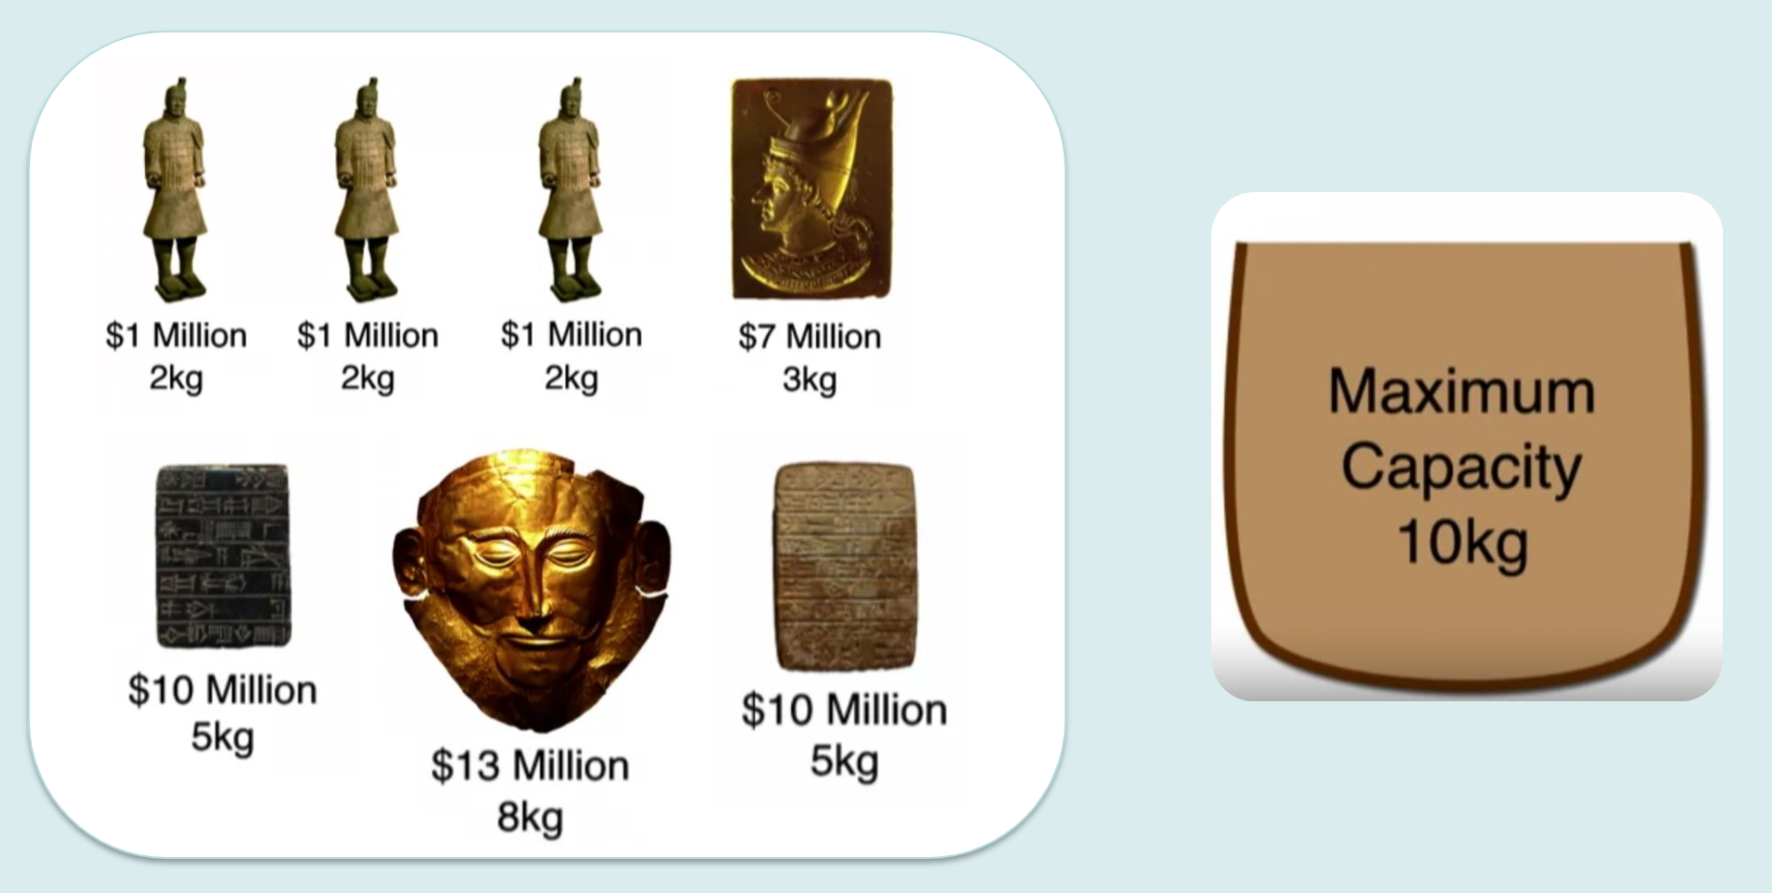 $1 Million
2kg
$1 Million
2kg
$1 Million
2kg
$7 Million
3kg
$10 Million
5kg
$13 Million
8kg
$10 Million
5kg
Maximum
Capacity
10kg